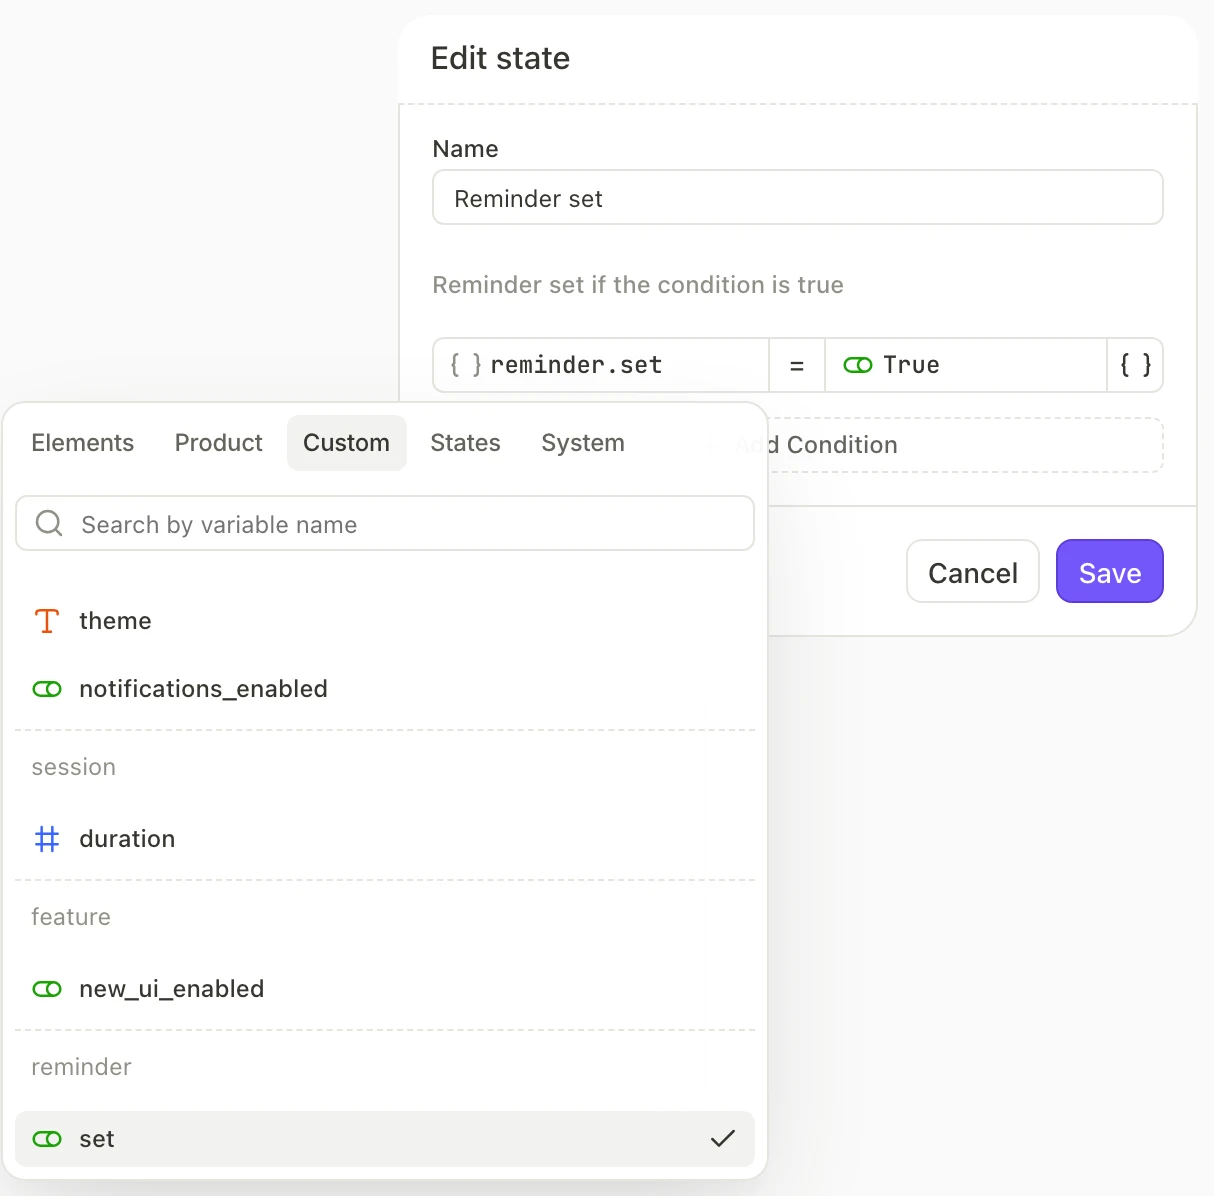 Edit state
Name
Reminder set
Reminder set if the condition is true
{ } reminder.set = True { }
Add Condition
Cancel Save
Elements Product Custom States System
Search by variable name
theme
notifications_enabled
session
duration
feature
new_ui_enabled
reminder
set